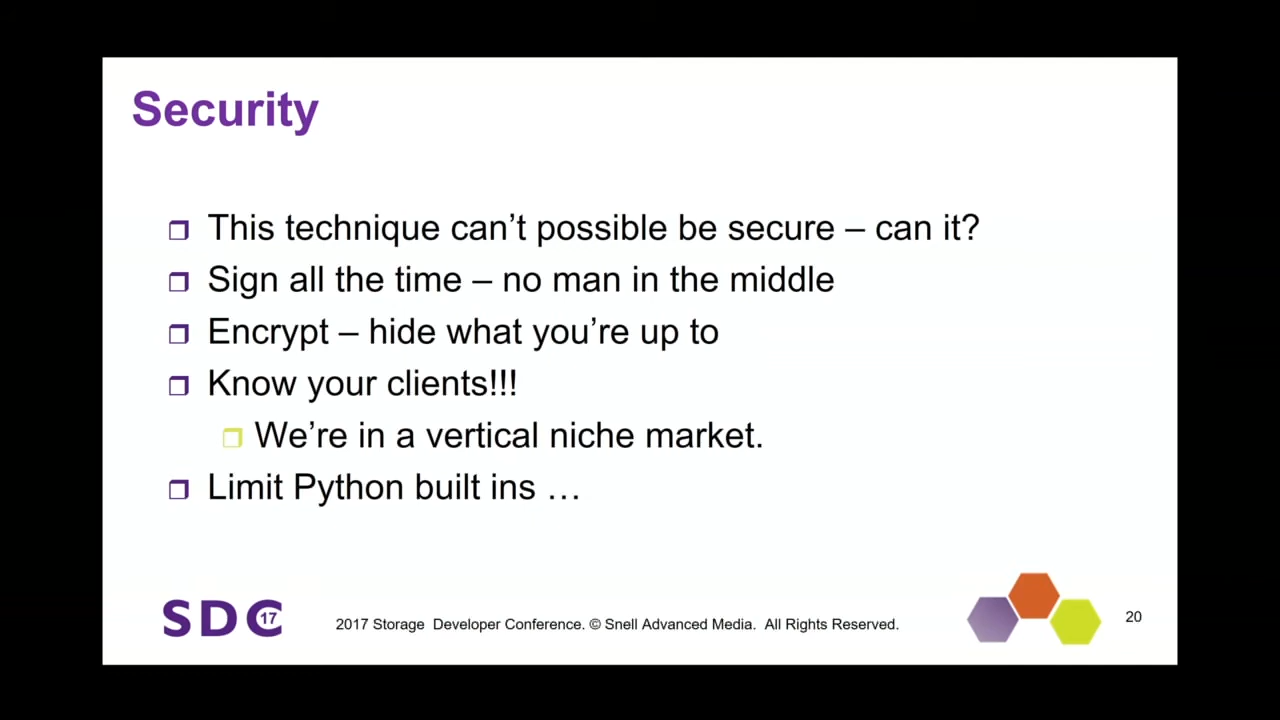 Security
This technique can't possible be secure – can it?
Sign all the time – no man in the middle
Encrypt – hide what you're up to
Know your clients!!!
We're in a vertical niche market.
Limit Python built ins …
SDC 17
2017 Storage Developer Conference. © Snell Advanced Media. All Rights Reserved.
20